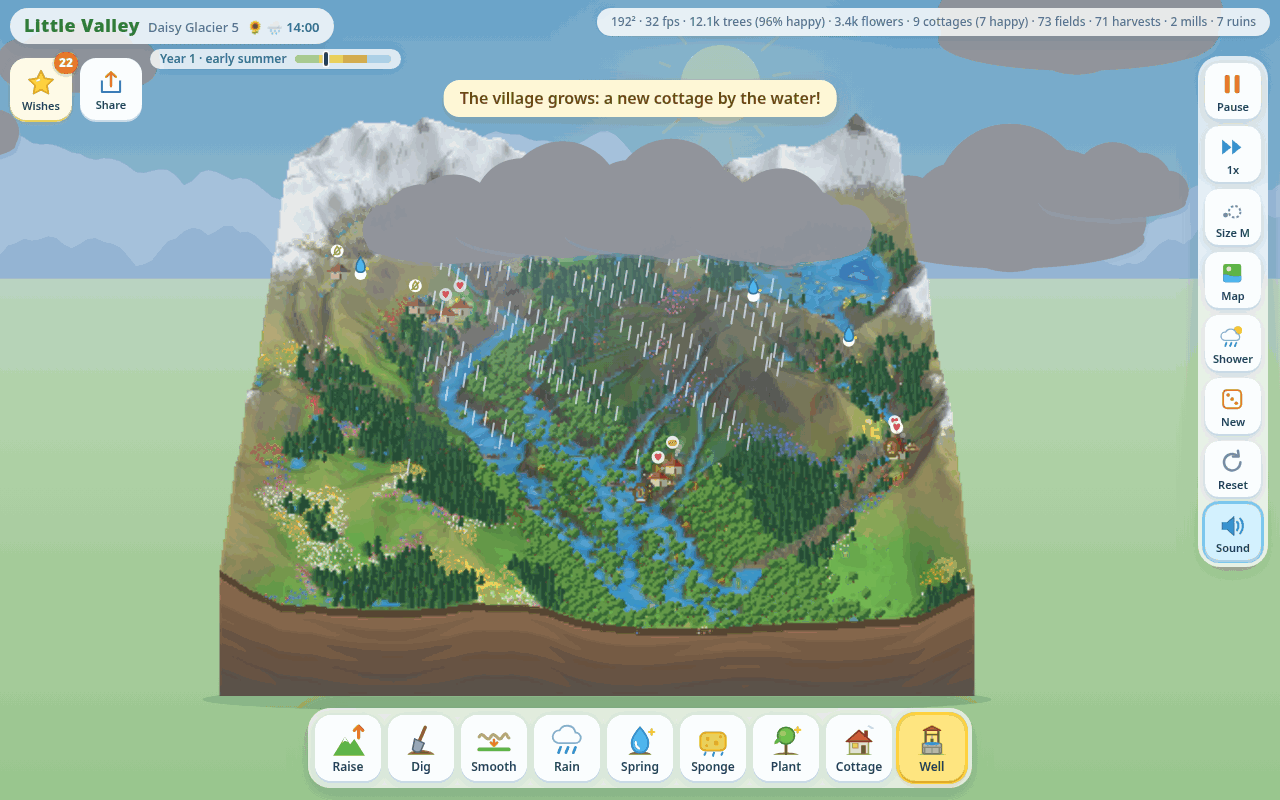 Little Valley Daisy Glacier 5 14:00
192² · 32 fps · 12.1k trees (96% happy) · 3.4k flowers · 9 cottages (7 happy) · 73 fields · 71 harvests · 2 mills · 7 ruins
Year 1 · early summer
22
Wishes
Share
The village grows: a new cottage by the water!
Pause
1x
Size M
Map
Shower
New
Reset
Sound
Raise
Dig
Smooth
Rain
Spring
Sponge
Plant
Cottage
Well